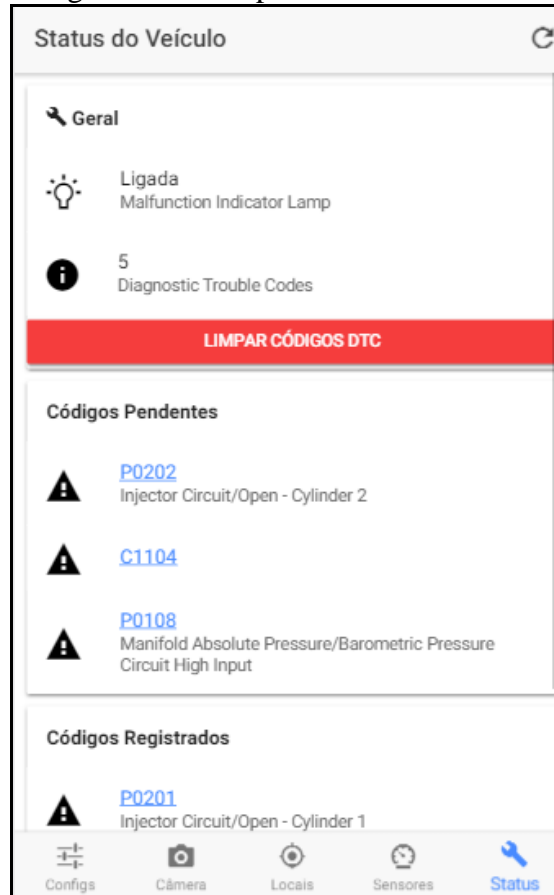 Status do Veículo
Geral
Ligada
Malfunction Indicator Lamp
5
Diagnostic Trouble Codes
LIMPAR CÓDIGOS DTC
Códigos Pendentes
P0202
Injector Circuit/Open - Cylinder 2
C1104
P0108
Manifold Absolute Pressure/Barometric Pressure
Circuit High Input
Códigos Registrados
P0201
Injector Circuit/Open - Cylinder 1
Configs Câmera Locais Sensores Status